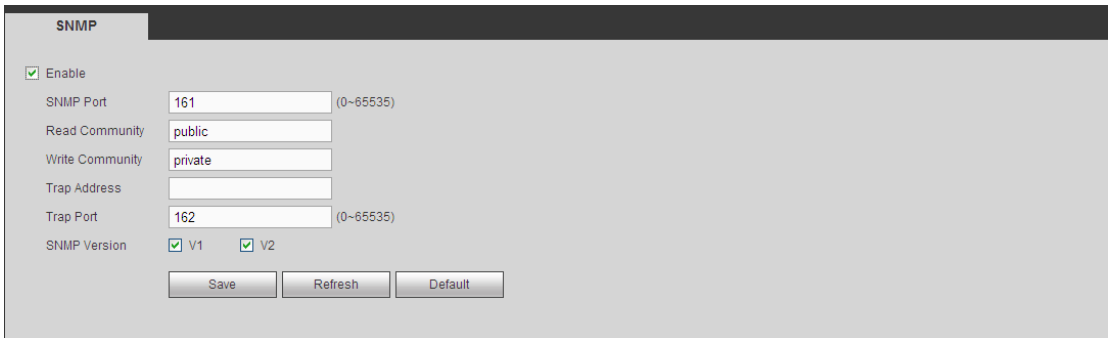 SNMP
Enable
SNMP Port 161 (0~65535)
Read Community public
Write Community private
Trap Address
Trap Port 162 (0~65535)
SNMP Version V1 V2
Save Refresh Default